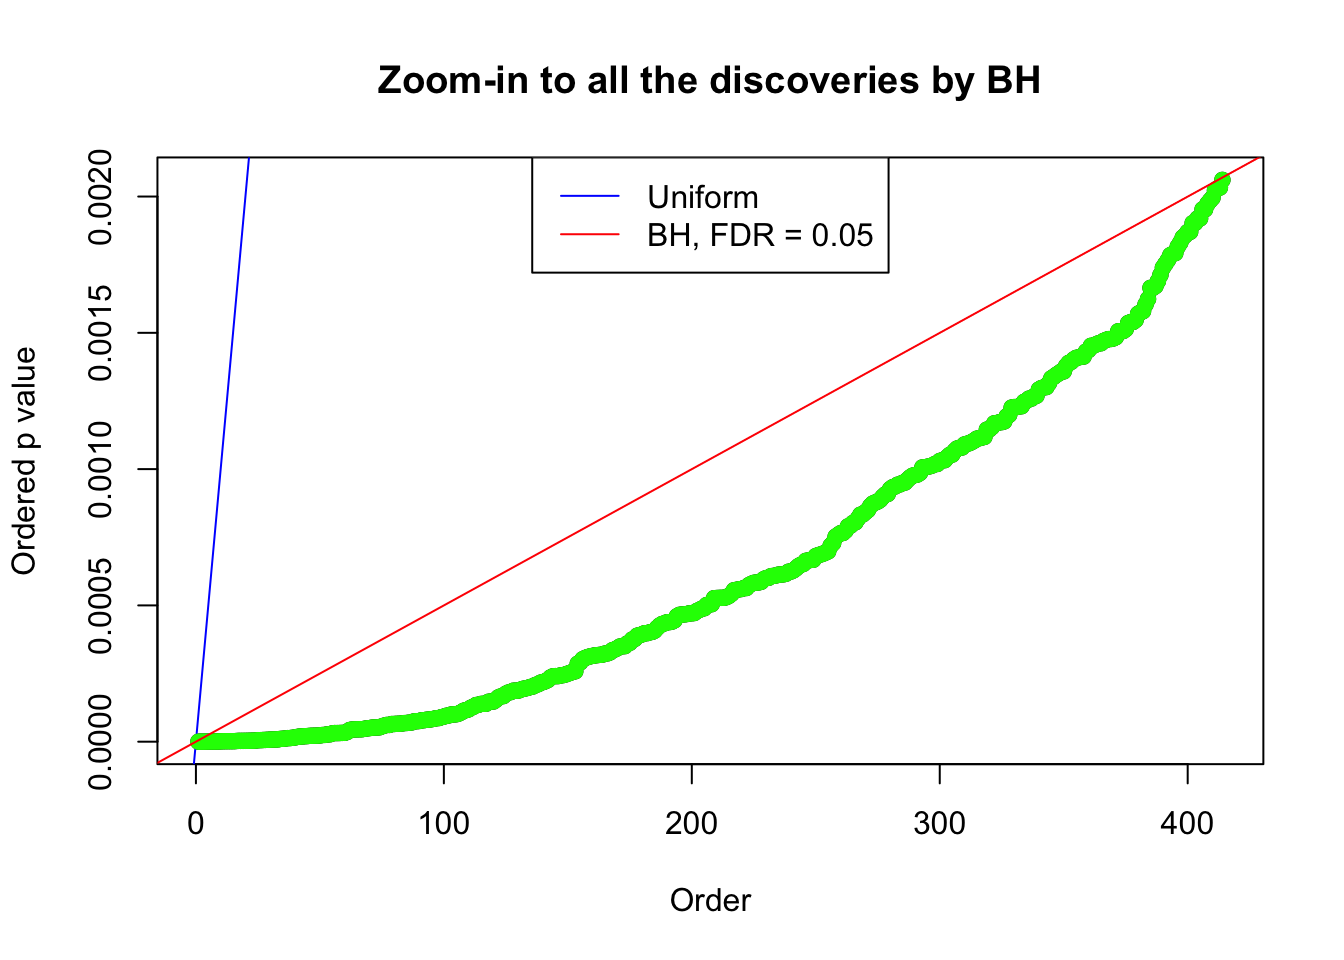 Zoom-in to all the discoveries by BH
Uniform
BH, FDR = 0.05
Ordered p value
0.0020
0.0015
0.0010
0.0005
0.0000
0 100 200 300 400
Order